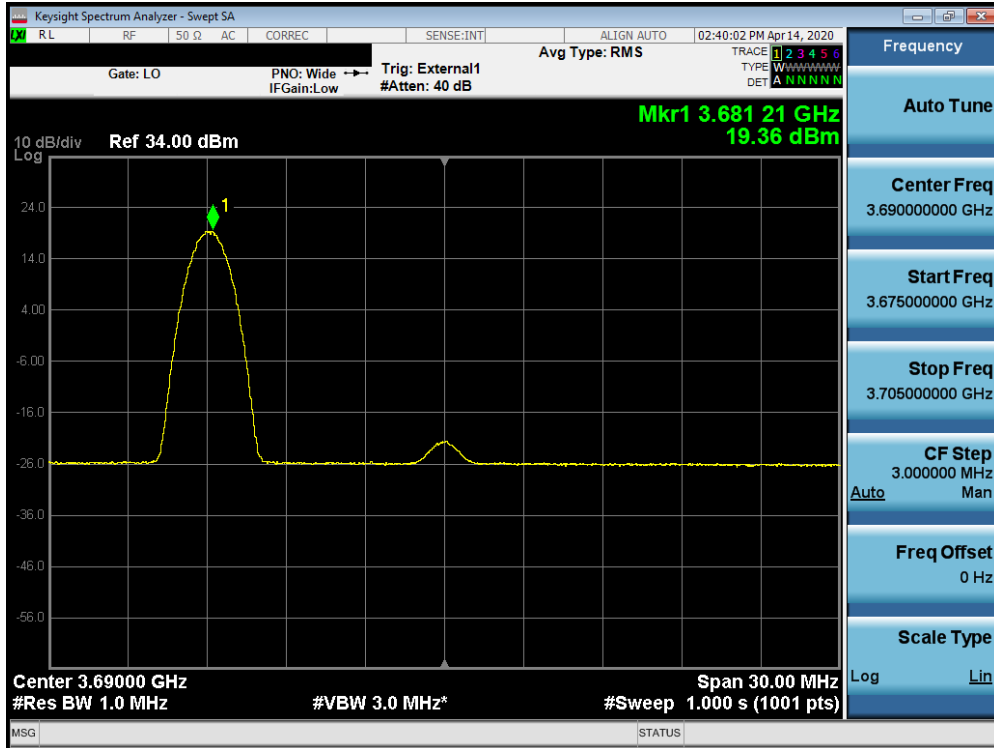 Keysight Spectrum Analyzer - Swept SA
LXI RL RF 50 Ω AC CORREC SENSE:INT ALIGN AUTO 02:40:02 PM Apr 14, 2020
Gate: LO
PNO: Wide
IFGain:Low
Trig: External1
#Atten: 40 dB
Avg Type: RMS
TRACE 1 2 3 4 5 6
TYPE WWWWWW
DET A N N N N N
Mkr1 3.681 21 GHz
19.36 dBm
10 dB/div Ref 34.00 dBm
Log
1
24.0
14.0
4.00
-6.00
-16.0
-26.0
-36.0
-46.0
-56.0
Center 3.69000 GHz Span 30.00 MHz
#Res BW 1.0 MHz #VBW 3.0 MHz* #Sweep 1.000 s (1001 pts)
MSG STATUS
Frequency
Auto Tune
Center Freq
3.690000000 GHz
Start Freq
3.675000000 GHz
Stop Freq
3.705000000 GHz
CF Step
3.000000 MHz
Auto Man
Freq Offset
0 Hz
Scale Type
Log Lin